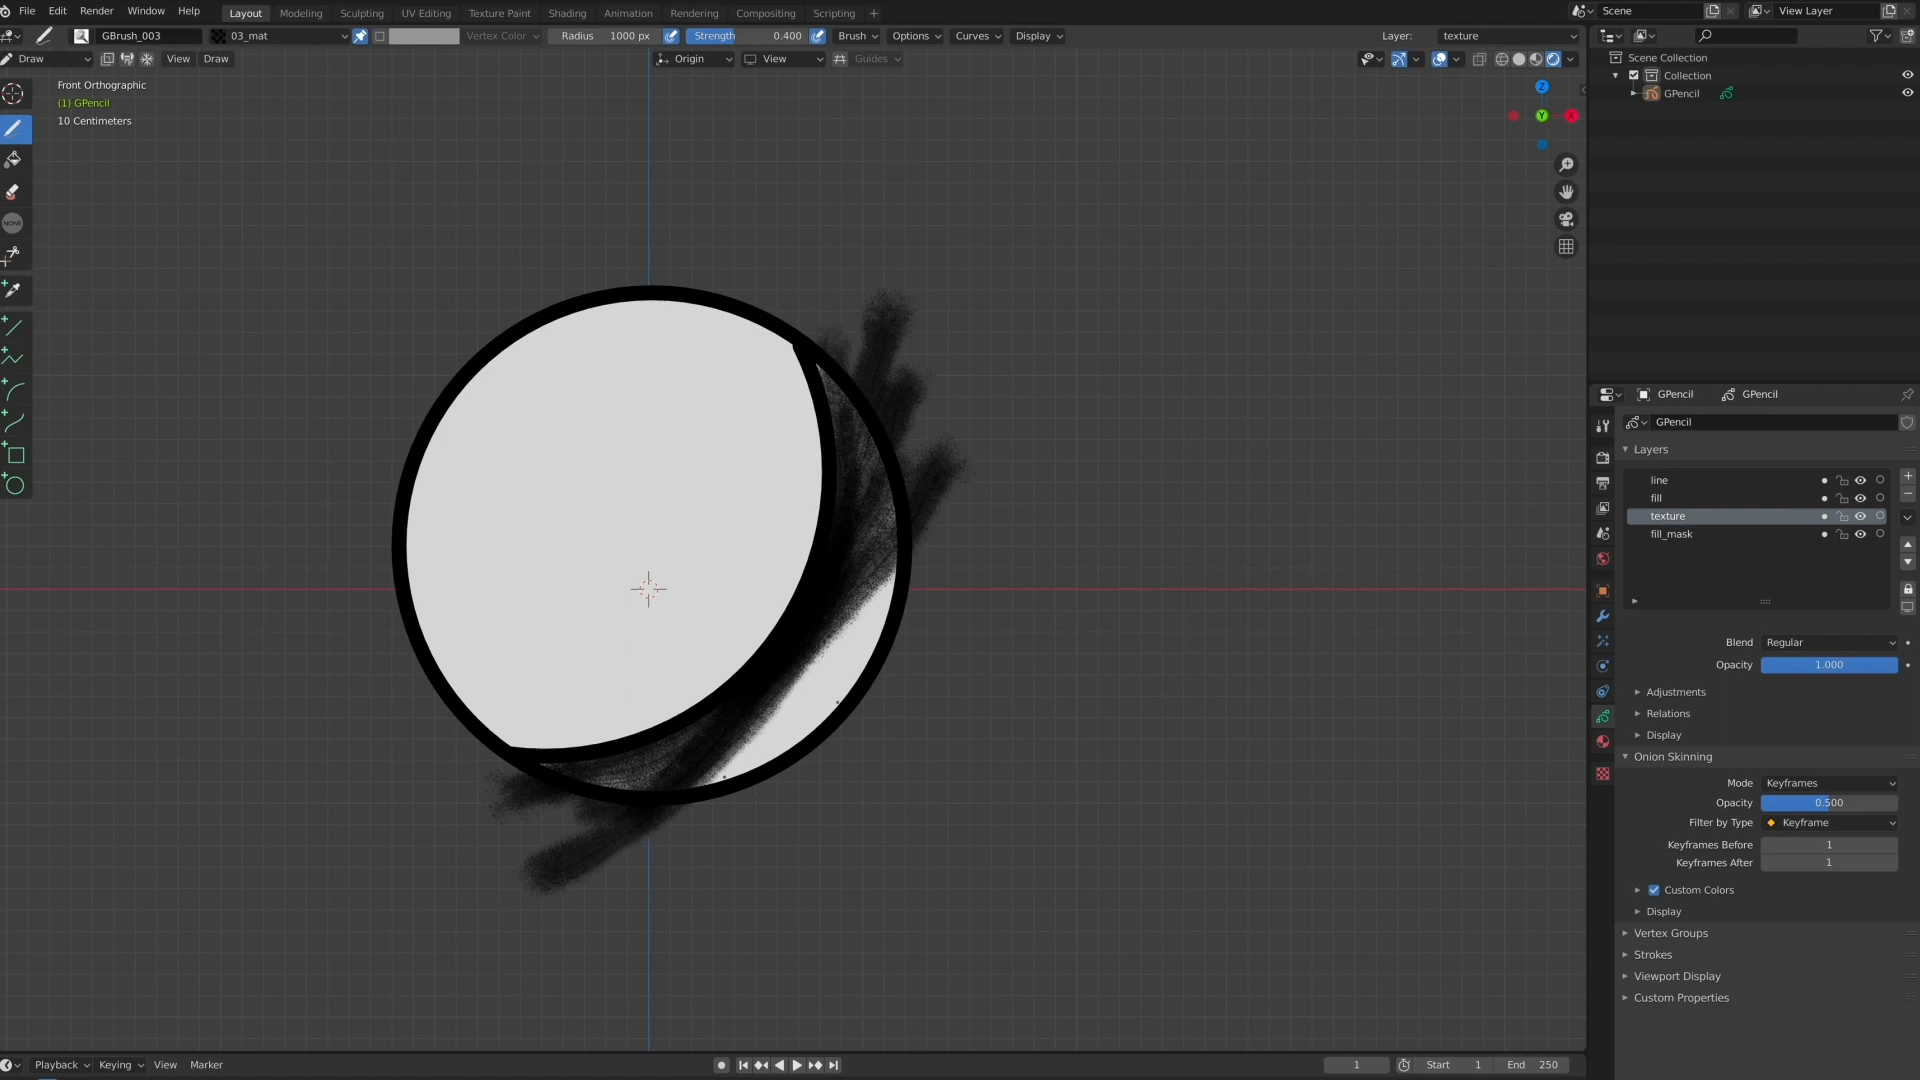 File Edit Render Window Help Layout Modeling Sculpting UV Editing Texture Paint Shading Animation Rendering Compositing Scripting + Scene View Layer
GBrush_003 03_mat Vertex Color Radius 1000 px Strength 0.400 Brush Options Curves Display Layer: texture
Draw View Draw Origin View Guides
Front Orthographic
(1) GPencil
10 Centimeters
Z
Y
X
NONE
Scene Collection
Collection
GPencil
GPencil GPencil
GPencil
Layers
line
fill
texture
fill_mask
Blend Regular
Opacity 1.000
Adjustments
Relations
Display
Onion Skinning
Mode Keyframes
Opacity 0.500
Filter by Type Keyframe
Keyframes Before 1
Keyframes After 1
Custom Colors
Display
Vertex Groups
Strokes
Viewport Display
Custom Properties
Playback Keying View Marker 1 Start 1 End 250